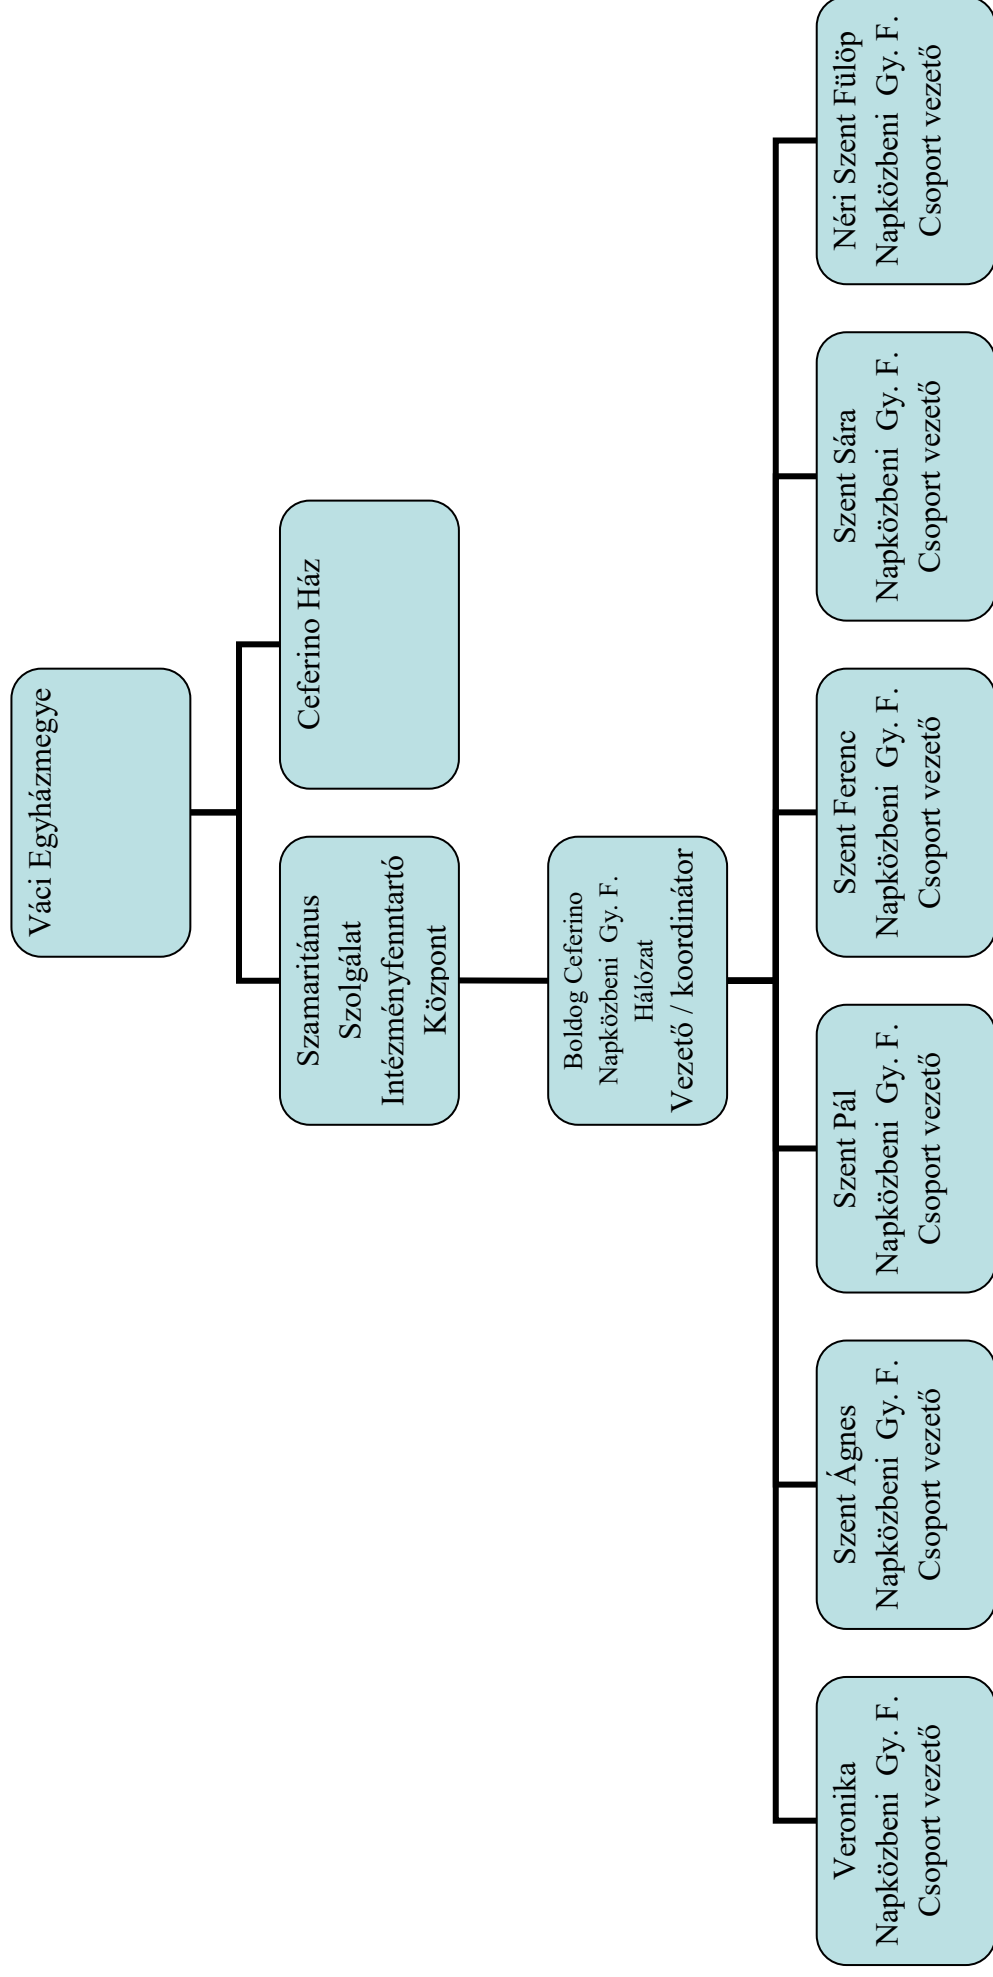 Váci Egyházmegye
Szamaritánus
Szolgálat
Intézményfenntartó
Központ
Ceferino Ház
Boldog Ceferino
Napközbeni Gy. F.
Hálózat
Vezető / koordinátor
Veronika
Napközbeni Gy. F.
Csoport vezető
Szent Ágnes
Napközbeni Gy. F.
Csoport vezető
Szent Pál
Napközbeni Gy. F.
Csoport vezető
Szent Ferenc
Napközbeni Gy. F.
Csoport vezető
Szent Sára
Napközbeni Gy. F.
Csoport vezető
Néri Szent Fülöp
Napközbeni Gy. F.
Csoport vezető